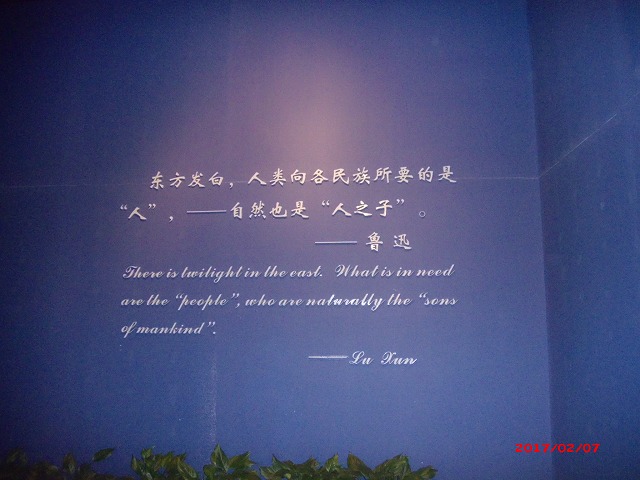 东方发白，人类向各民族所要的是
“人”，——自然也是“人之子”。
——鲁迅
There is twilight in the east. What is in need
are the “people”, who are naturally the “sons
of mankind”.
——Lu Xun
2017/02/07